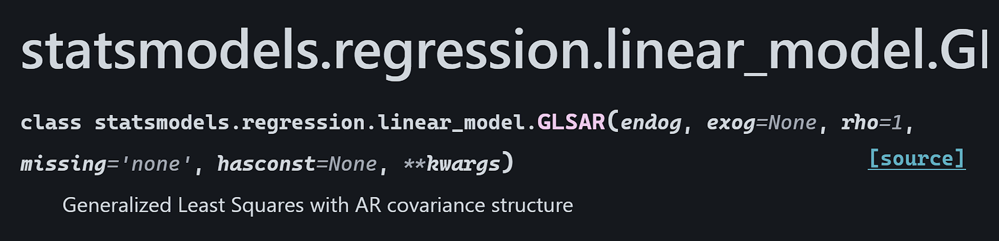 statsmodels.regression.linear_model.Gl
class statsmodels.regression.linear_model.GLSAR(endog, exog=None, rho=1,
missing='none', hasconst=None, **kwargs)
[source]
Generalized Least Squares with AR covariance structure